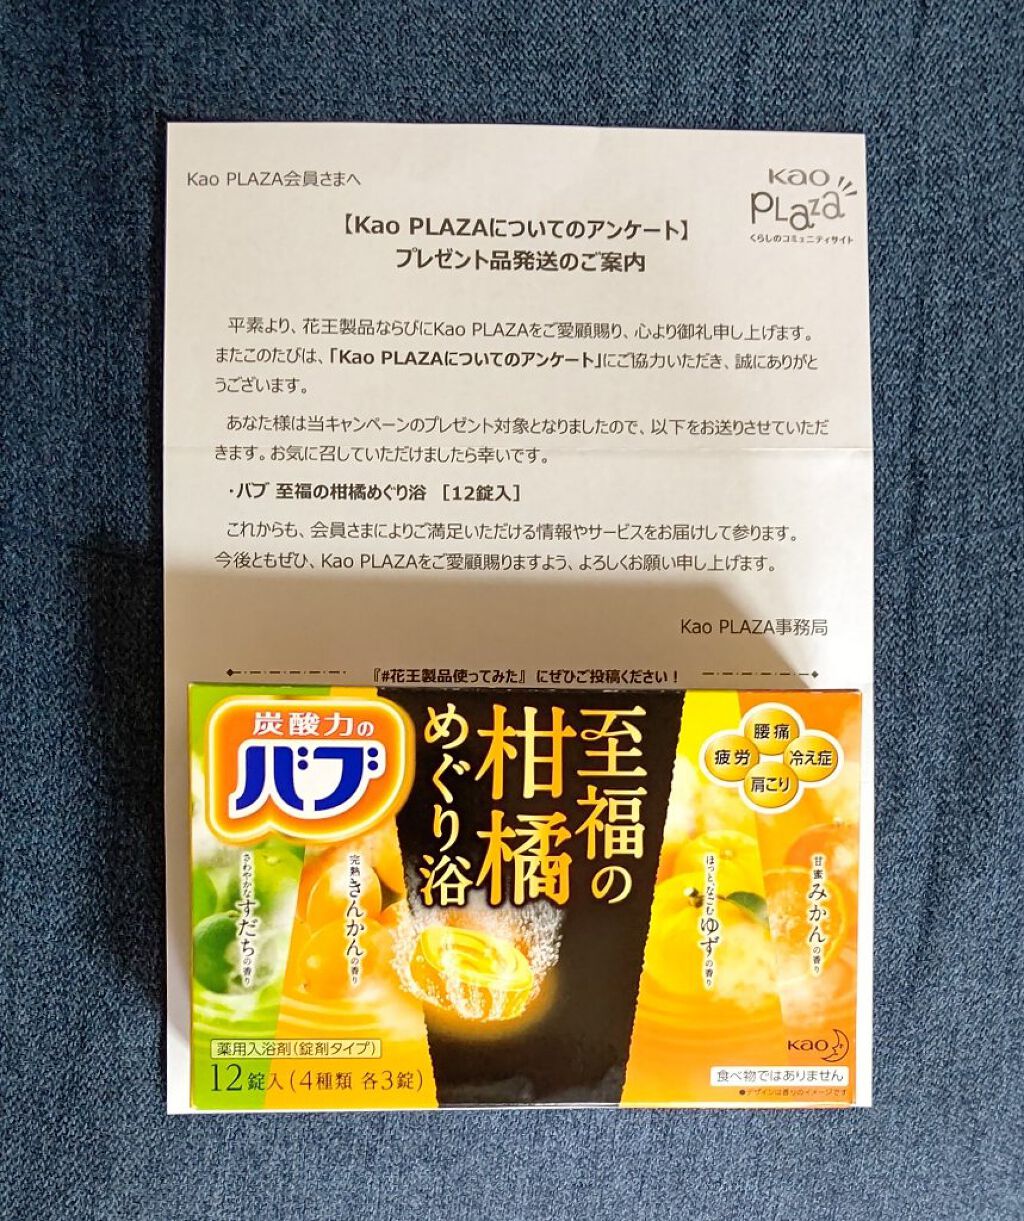 Kao PLAZA会員さまへ
Kao
PLAZA
くらしのコミュニティサイト
【Kao PLAZAについてのアンケート】
プレゼント品発送のご案内
平素より、花王製品ならびにKao PLAZAをご愛顧賜り、心より御礼申し上げます。
またこのたびは、「Kao PLAZAについてのアンケート」にご協力いただき、誠にありがと
うございます。
あなた様は当キャンペーンのプレゼント対象となりましたので、以下をお送りさせていただ
きます。お気に召していただけましたら幸いです。
・バブ 至福の柑橘めぐり浴 ［12錠入］
これからも、会員さまによりご満足いただける情報やサービスをお届けして参ります。
今後ともぜひ、Kao PLAZAをご愛顧賜りますよう、よろしくお願い申し上げます。
Kao PLAZA事務局
『#花王製品使ってみた』 にぜひご投稿ください！
炭酸力の
バブ
至福の
柑橘
めぐり浴
腰痛
疲労
冷え症
肩こり
さわやかなすだちの香り
完熟きんかんの香り
ほっとなごむゆずの香り
甘蜜みかんの香り
薬用入浴剤（錠剤タイプ）
12錠入（4種類 各3錠）
Kao
食べ物ではありません
●デザインは香りのイメージです